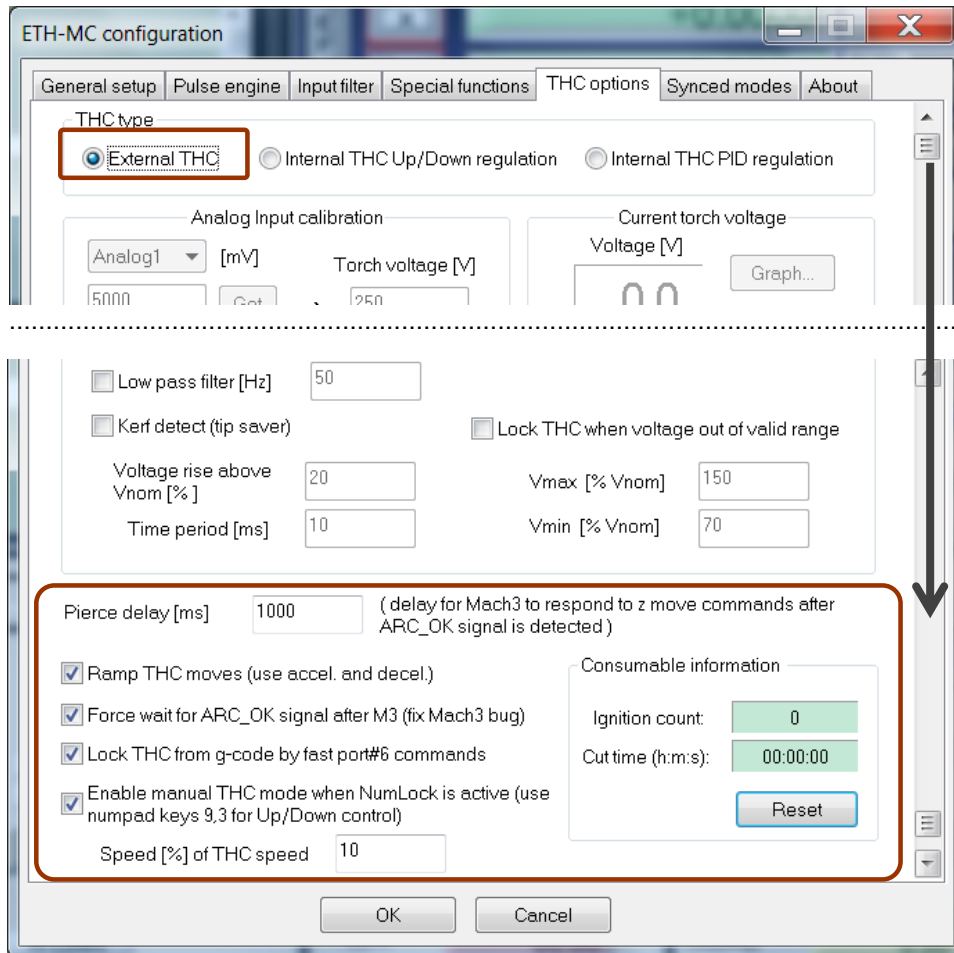 ETH-MC configuration
General setup Pulse engine Input filter Special functions THC options Synced modes About
THC type
External THC Internal THC Up/Down regulation Internal THC PID regulation
Analog Input calibration
Current torch voltage
Analog1 [mV]
Torch voltage [V]
Voltage [V]
Graph...
5000 Get 250
0.0
Low pass filter [Hz] 50
Kerf detect (tip saver)
Lock THC when voltage out of valid range
Voltage rise above
Vnom [% ]
20
Vmax [% Vnom] 150
Time period [ms] 10
Vmin [% Vnom] 70
Pierce delay [ms] 1000
( delay for Mach3 to respond to z move commands after
ARC_OK signal is detected )
Ramp THC moves (use accel. and decel.)
Force wait for ARC_OK signal after M3 (fix Mach3 bug)
Lock THC from g-code by fast port#6 commands
Enable manual THC mode when NumLock is active (use
numpad keys 9,3 for Up/Down control)
Speed [%] of THC speed 10
Consumable information
Ignition count: 0
Cut time (h:m:s): 00:00:00
Reset
OK Cancel